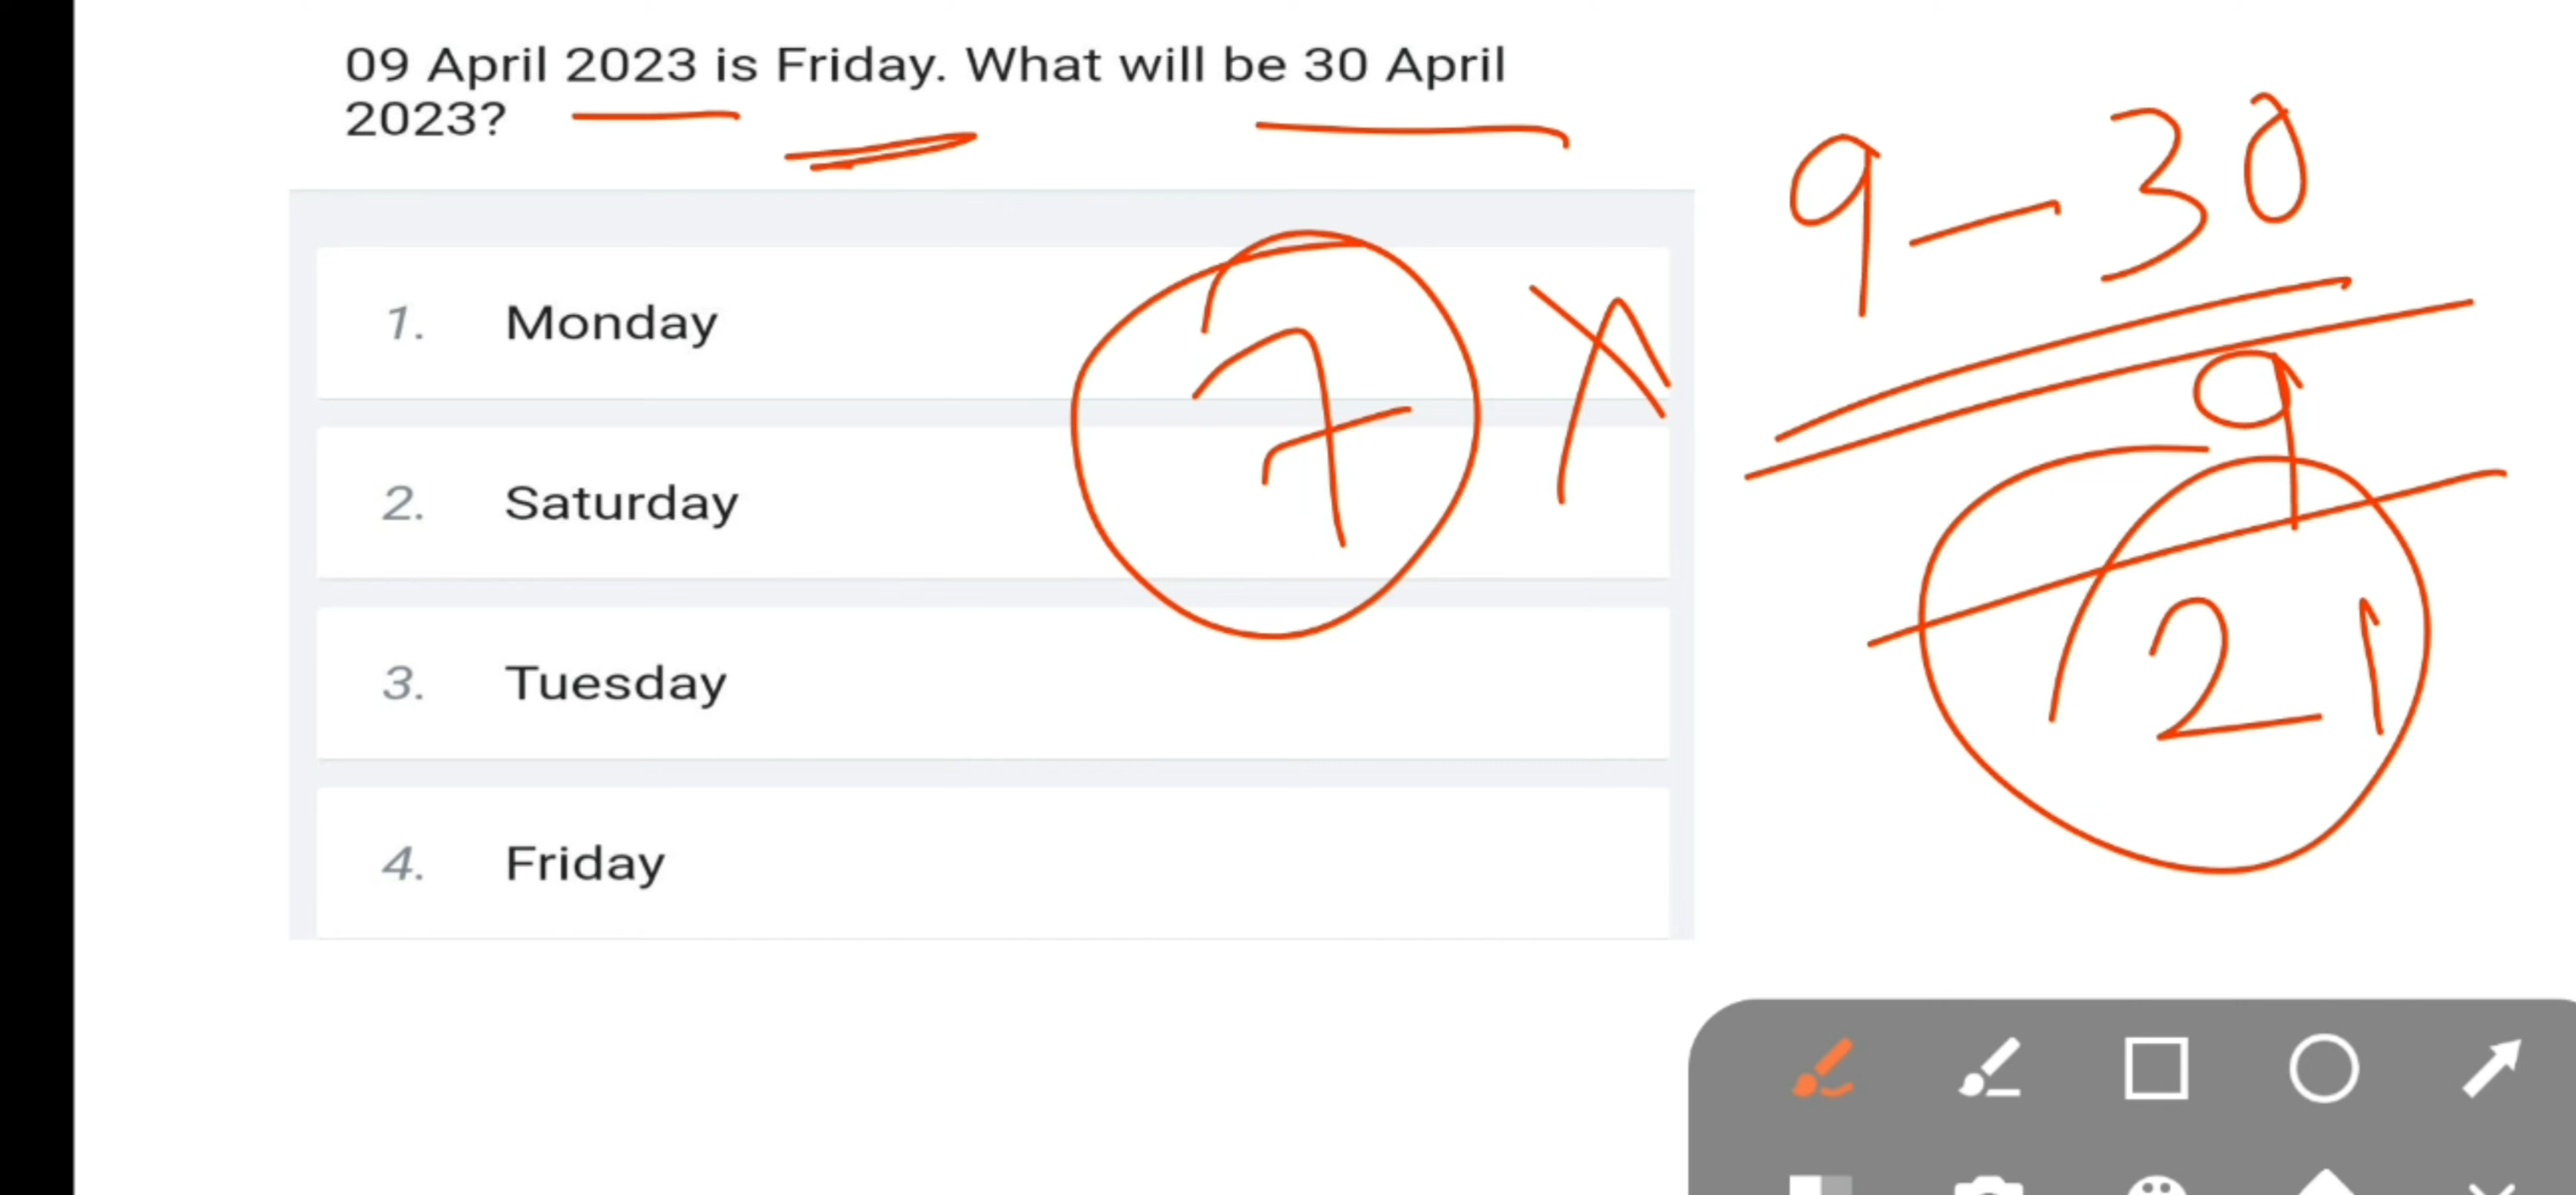 09 April 2023 is Friday. What will be 30 April
2023?
9 - 30
1. Monday
7
9
2. Saturday
21
3. Tuesday
4. Friday